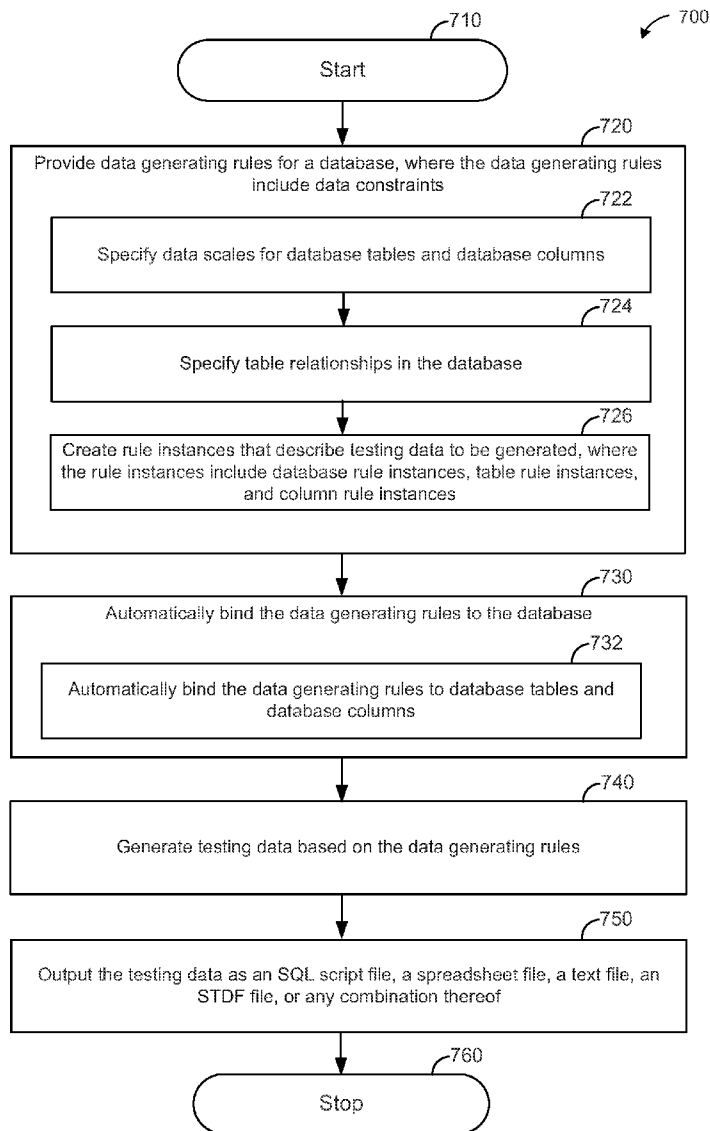 710
700
Start
720
Provide data generating rules for a database, where the data generating rules
include data constraints
722
Specify data scales for database tables and database columns
724
Specify table relationships in the database
726
Create rule instances that describe testing data to be generated, where
the rule instances include database rule instances, table rule instances,
and column rule instances
730
Automatically bind the data generating rules to the database
732
Automatically bind the data generating rules to database tables and
database columns
740
Generate testing data based on the data generating rules
750
Output the testing data as an SQL script file, a spreadsheet file, a text file, an
STDF file, or any combination thereof
760
Stop